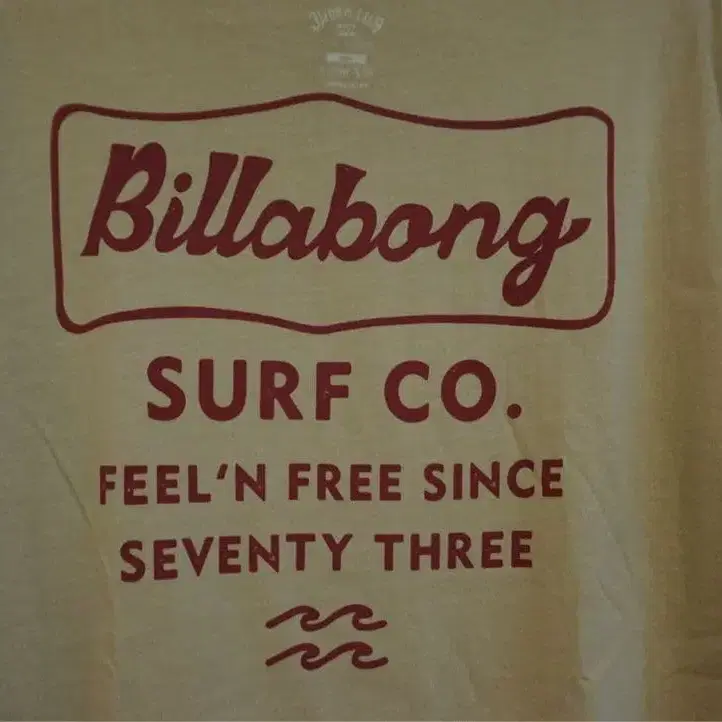 Billabong
SURF CO.
FEEL'N FREE SINCE
SEVENTY THREE